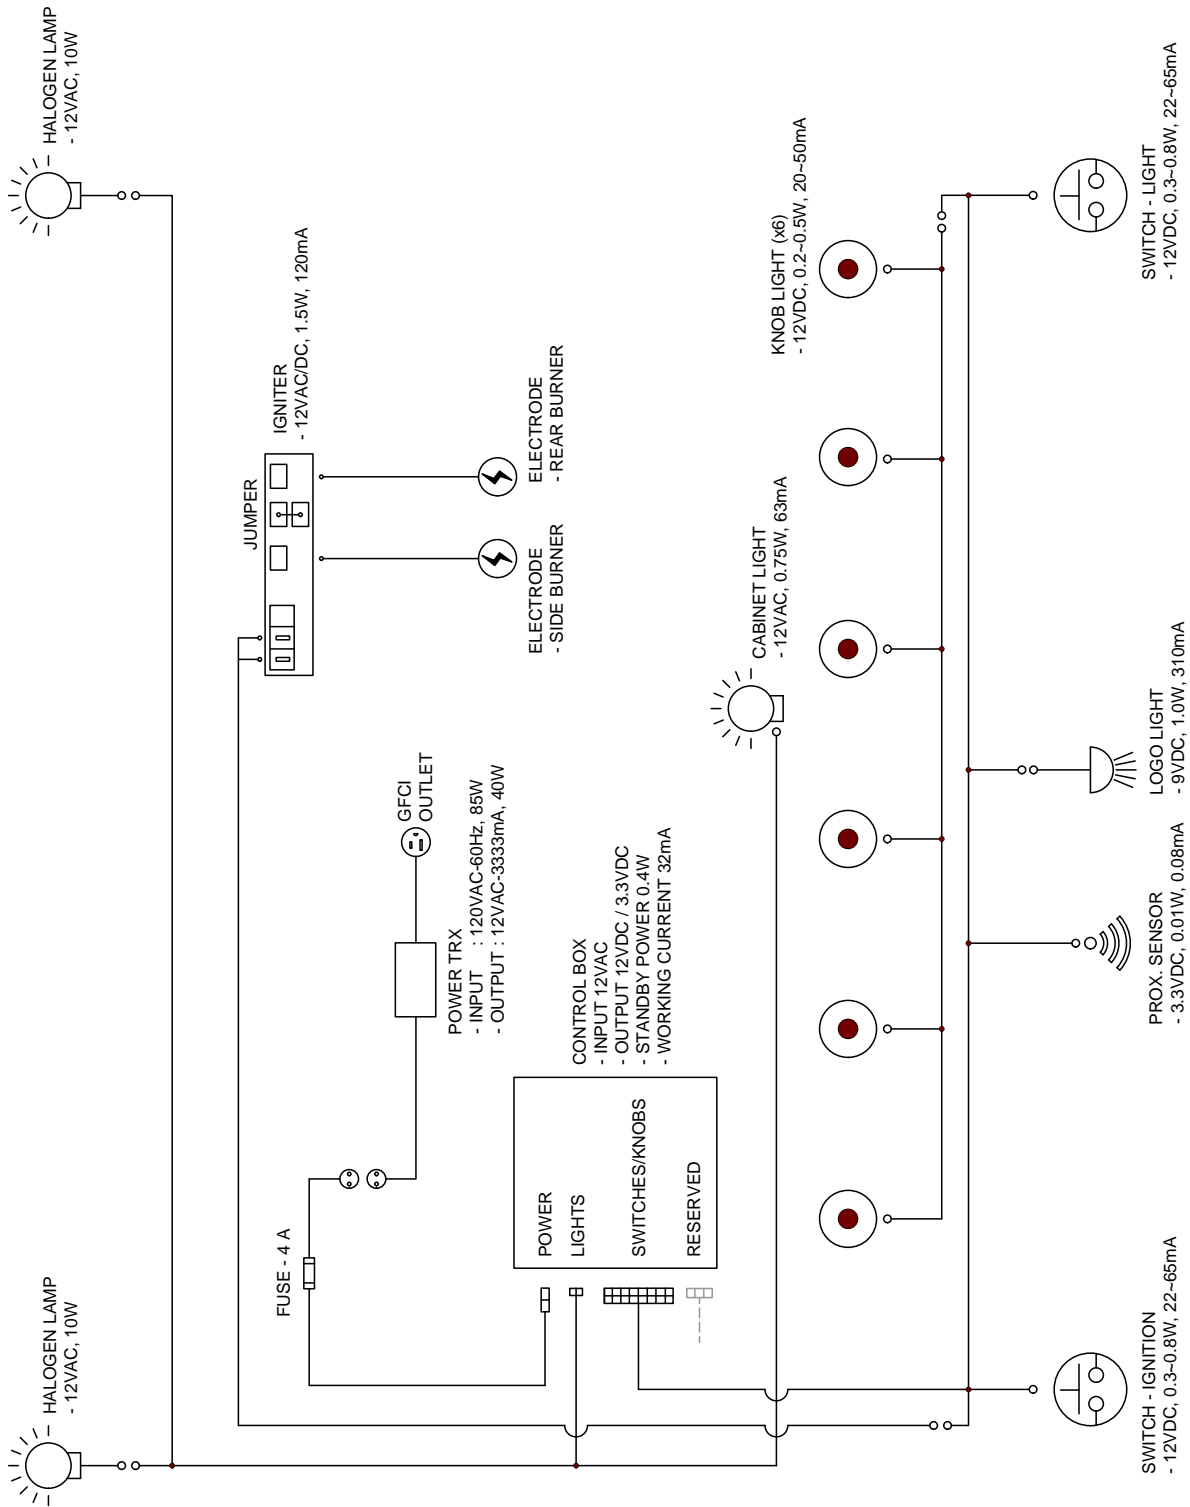 HALOGEN LAMP
- 12VAC, 10W
HALOGEN LAMP
- 12VAC, 10W
FUSE - 4 A
JUMPER
IGNITER
- 12VAC/DC, 1.5W, 120mA
GFCI
OUTLET
POWER TRX
- INPUT : 120VAC-60Hz, 85W
- OUTPUT : 12VAC-3333mA, 40W
ELECTRODE
- SIDE BURNER
ELECTRODE
- REAR BURNER
CONTROL BOX
- INPUT 12VAC
- OUTPUT 12VDC / 3.3VDC
- STANDBY POWER 0.4W
- WORKING CURRENT 32mA
POWER
LIGHTS
SWITCHES/KNOBS
RESERVED
CABINET LIGHT
- 12VAC, 0.75W, 63mA
KNOB LIGHT (x6)
- 12VDC, 0.2~0.5W, 20~50mA
SWITCH - IGNITION
- 12VDC, 0.3~0.8W, 22~65mA
PROX. SENSOR
- 3.3VDC, 0.01W, 0.08mA
LOGO LIGHT
- 9VDC, 1.0W, 310mA
SWITCH - LIGHT
- 12VDC, 0.3~0.8W, 22~65mA